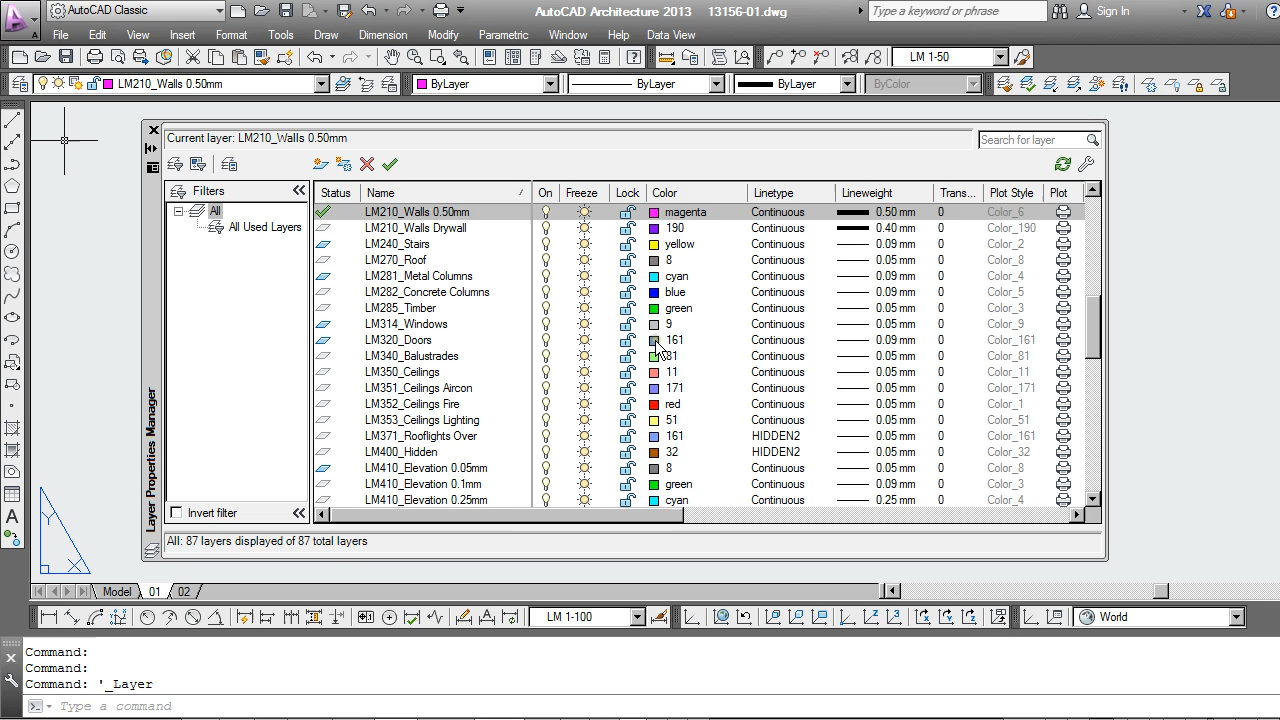 AutoCAD Classic
AutoCAD Architecture 2013 13156-01.dwg
Type a keyword or phrase
Sign In
File Edit View Insert Format Tools Draw Dimension Modify Parametric Window Help Data View
LM 1-50
LM210_Walls 0.50mm
ByLayer
ByLayer
ByLayer
ByColor
Current layer: LM210_Walls 0.50mm
Search for layer
Filters
All
All Used Layers
Invert filter
Status Name On Freeze Lock Color Linetype Lineweight Trans... Plot Style Plot
LM210_Walls 0.50mm magenta Continuous 0.50 mm 0 Color_6
LM210_Walls Drywall 190 Continuous 0.40 mm 0 Color_190
LM240_Stairs yellow Continuous 0.09 mm 0 Color_2
LM270_Roof 8 Continuous 0.05 mm 0 Color_8
LM281_Metal Columns cyan Continuous 0.09 mm 0 Color_4
LM282_Concrete Columns blue Continuous 0.09 mm 0 Color_5
LM285_Timber green Continuous 0.05 mm 0 Color_3
LM314_Windows 9 Continuous 0.05 mm 0 Color_9
LM320_Doors 161 Continuous 0.09 mm 0 Color_161
LM340_Balustrades 81 Continuous 0.05 mm 0 Color_81
LM350_Ceilings 11 Continuous 0.05 mm 0 Color_11
LM351_Ceilings Aircon 171 Continuous 0.05 mm 0 Color_171
LM352_Ceilings Fire red Continuous 0.05 mm 0 Color_1
LM353_Ceilings Lighting 51 Continuous 0.05 mm 0 Color_51
LM371_Rooflights Over 161 HIDDEN2 0.05 mm 0 Color_161
LM400_Hidden 32 HIDDEN2 0.05 mm 0 Color_32
LM410_Elevation 0.05mm 8 Continuous 0.05 mm 0 Color_8
LM410_Elevation 0.1mm green Continuous 0.09 mm 0 Color_3
LM410_Elevation 0.25mm cyan Continuous 0.25 mm 0 Color_4
Layer Properties Manager
All: 87 layers displayed of 87 total layers
Y
X
Model 01 02
LM 1-100
World
Command:
Command:
Command: '_Layer
Type a command